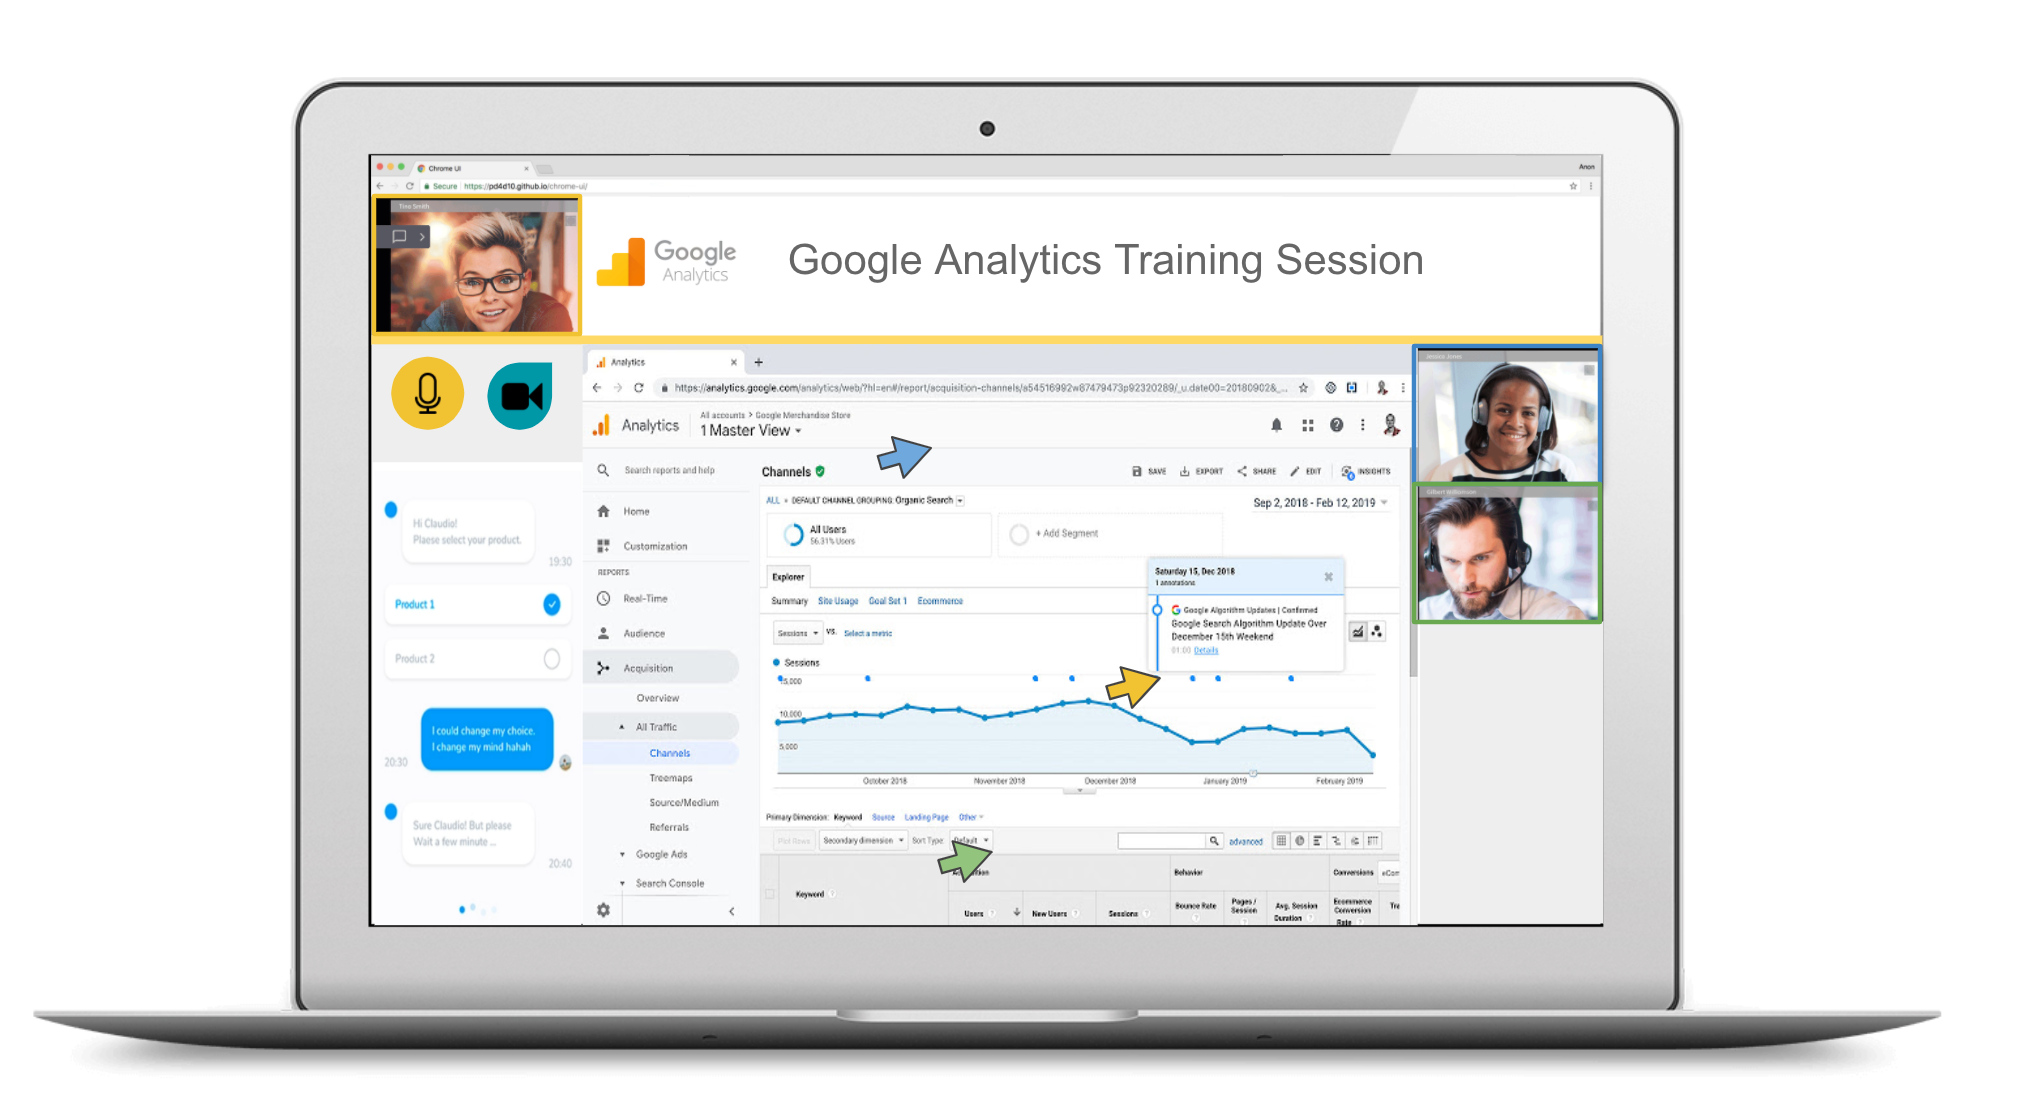 Chrome UI
Anon
Secure https://pd4d10.github.io/chrome-ui/
Tina Smith
Google
Analytics
Google Analytics Training Session
Hi Claudio!
Plaese select your product.
19:30
Product 1
Product 2
I could change my choice.
I change my mind hahah
20:30
Sure Claudio! But please
Wait a few minute ...
20:40
Analytics
https://analytics.google.com/analytics/web/?hl=en#/report/acquisition-channels/a54516992w87479473p92320289/_u.date00=20180902&_...
Analytics
All accounts > Google Merchandise Store
1 Master View
Search reports and help
Home
Customization
REPORTS
Real-Time
Audience
Acquisition
Overview
All Traffic
Channels
Treemaps
Source/Medium
Referrals
Google Ads
Search Console
Channels
SAVE
EXPORT
SHARE
EDIT
INSIGHTS
ALL » DEFAULT CHANNEL GROUPING: Organic Search
Sep 2, 2018 - Feb 12, 2019
All Users
56.31% Users
+ Add Segment
Explorer
Summary Site Usage Goal Set 1 Ecommerce
Sessions VS. Select a metric
Saturday 15, Dec 2018
1 annotations
Google Algorithm Updates | Confirmed
Google Search Algorithm Update Over
December 15th Weekend
01:00 Details
Sessions
15,000
10,000
5,000
October 2018
November 2018
December 2018
January 2019
February 2019
Primary Dimension: Keyword Source Landing Page Other
Plot Rows Secondary dimension Sort Type: Default
advanced
Behavior
Conversions eCom
Keyword
Users
New Users
Sessions
Bounce Rate
Pages /
Session
Avg. Session
Duration
Ecommerce
Conversion
Rate
Jessica Jones